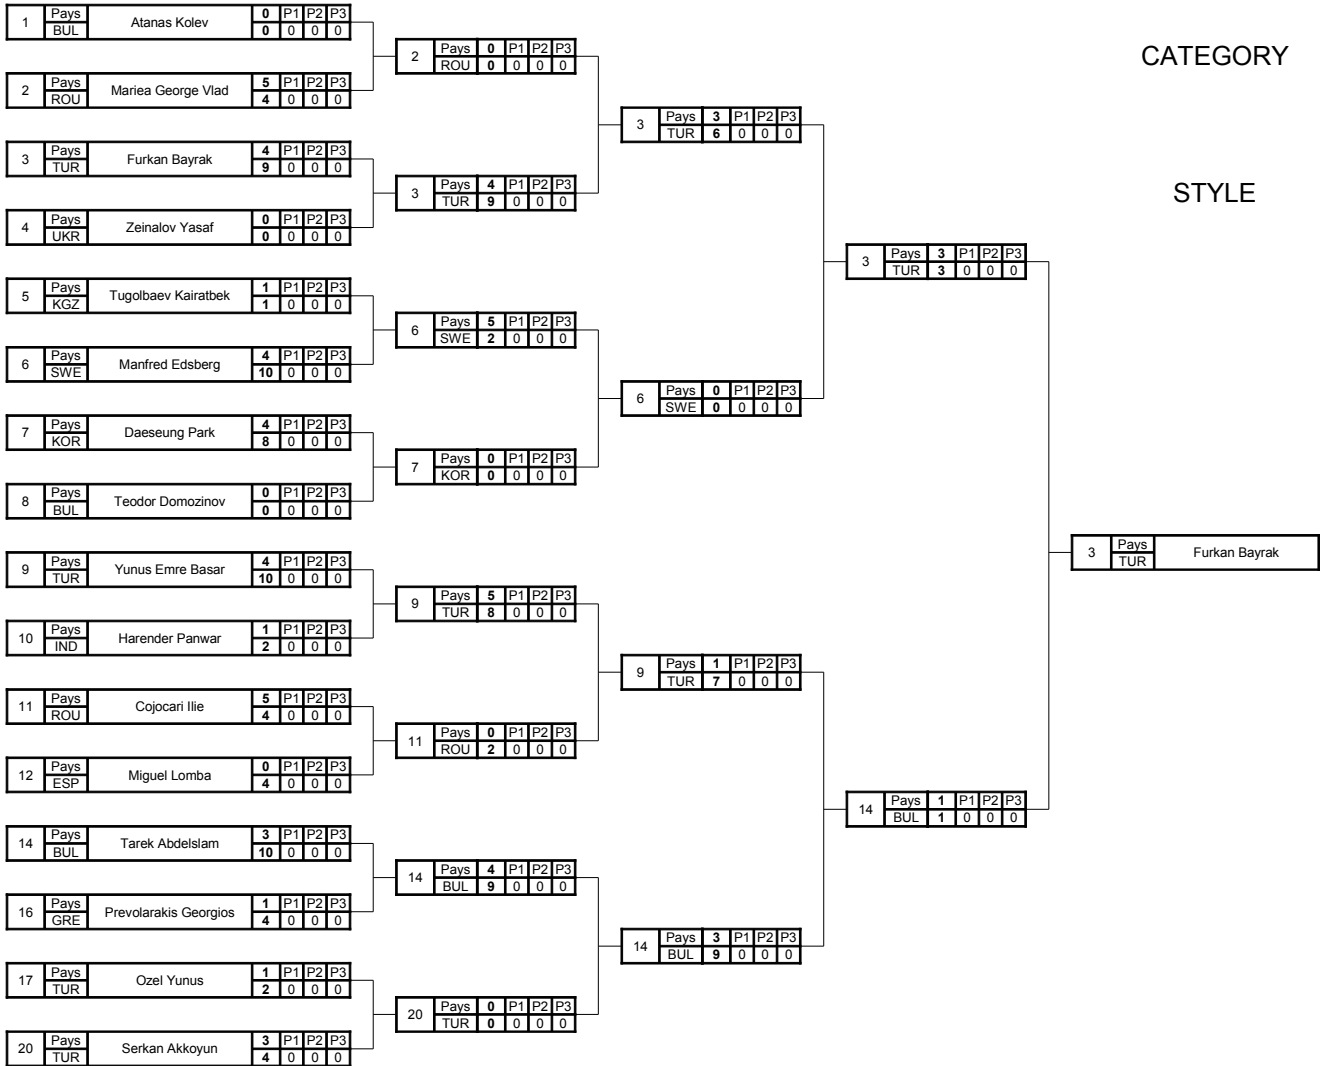 1 Pays Atanas Kolev 0 P1 P2 P3
BUL 0 0 0 0
2 Pays 0 P1 P2 P3
ROU 0 0 0 0
CATEGORY
2 Pays Mariea George Vlad 5 P1 P2 P3
ROU 4 0 0 0
3 Pays 3 P1 P2 P3
TUR 6 0 0 0
3 Pays Furkan Bayrak 4 P1 P2 P3
TUR 9 0 0 0
3 Pays 4 P1 P2 P3
TUR 9 0 0 0
STYLE
4 Pays Zeinalov Yasaf 0 P1 P2 P3
UKR 0 0 0 0
3 Pays 3 P1 P2 P3
TUR 3 0 0 0
5 Pays Tugolbaev Kairatbek 1 P1 P2 P3
KGZ 1 0 0 0
6 Pays 5 P1 P2 P3
SWE 2 0 0 0
6 Pays Manfred Edsberg 4 P1 P2 P3
SWE 10 0 0 0
6 Pays 0 P1 P2 P3
SWE 0 0 0 0
7 Pays Daeseung Park 4 P1 P2 P3
KOR 8 0 0 0
7 Pays 0 P1 P2 P3
KOR 0 0 0 0
8 Pays Teodor Domozinov 0 P1 P2 P3
BUL 0 0 0 0
3 Pays Furkan Bayrak
TUR
9 Pays Yunus Emre Basar 4 P1 P2 P3
TUR 10 0 0 0
9 Pays 5 P1 P2 P3
TUR 8 0 0 0
10 Pays Harender Panwar 1 P1 P2 P3
IND 2 0 0 0
9 Pays 1 P1 P2 P3
TUR 7 0 0 0
11 Pays Cojocari Ilie 5 P1 P2 P3
ROU 4 0 0 0
11 Pays 0 P1 P2 P3
ROU 2 0 0 0
12 Pays Miguel Lomba 0 P1 P2 P3
ESP 4 0 0 0
14 Pays 1 P1 P2 P3
BUL 1 0 0 0
14 Pays Tarek Abdelslam 3 P1 P2 P3
BUL 10 0 0 0
14 Pays 4 P1 P2 P3
BUL 9 0 0 0
16 Pays Prevolarakis Georgios 1 P1 P2 P3
GRE 4 0 0 0
14 Pays 3 P1 P2 P3
BUL 9 0 0 0
17 Pays Ozel Yunus 1 P1 P2 P3
TUR 2 0 0 0
20 Pays 0 P1 P2 P3
TUR 0 0 0 0
20 Pays Serkan Akkoyun 3 P1 P2 P3
TUR 4 0 0 0